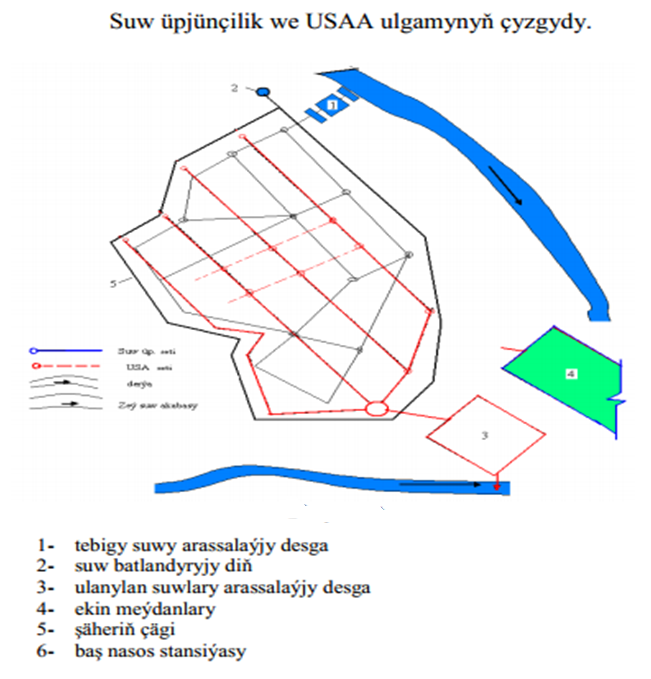 Suw üpjünçilik we USAA ulgamynyň çyzgydy.
2
1
5
4
3
Suw üp. seti
USA seti
derýa
Zeý suw akabasy
1- tebigy suwy arassalaýjy desga
2- suw batlandyryjy diň
3- ulanylan suwlary arassalaýjy desga
4- ekin meýdanlary
5- şäheriň çägi
6- baş nasos stansiýasy